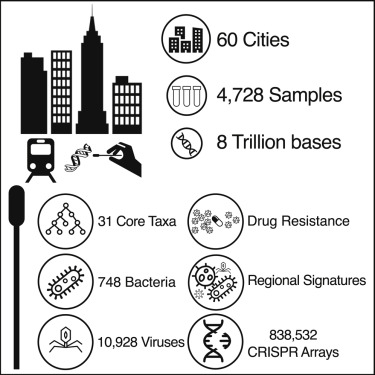 60 Cities
4,728 Samples
8 Trillion bases
31 Core Taxa
Drug Resistance
748 Bacteria
Regional Signatures
10,928 Viruses
838,532
CRISPR Arrays